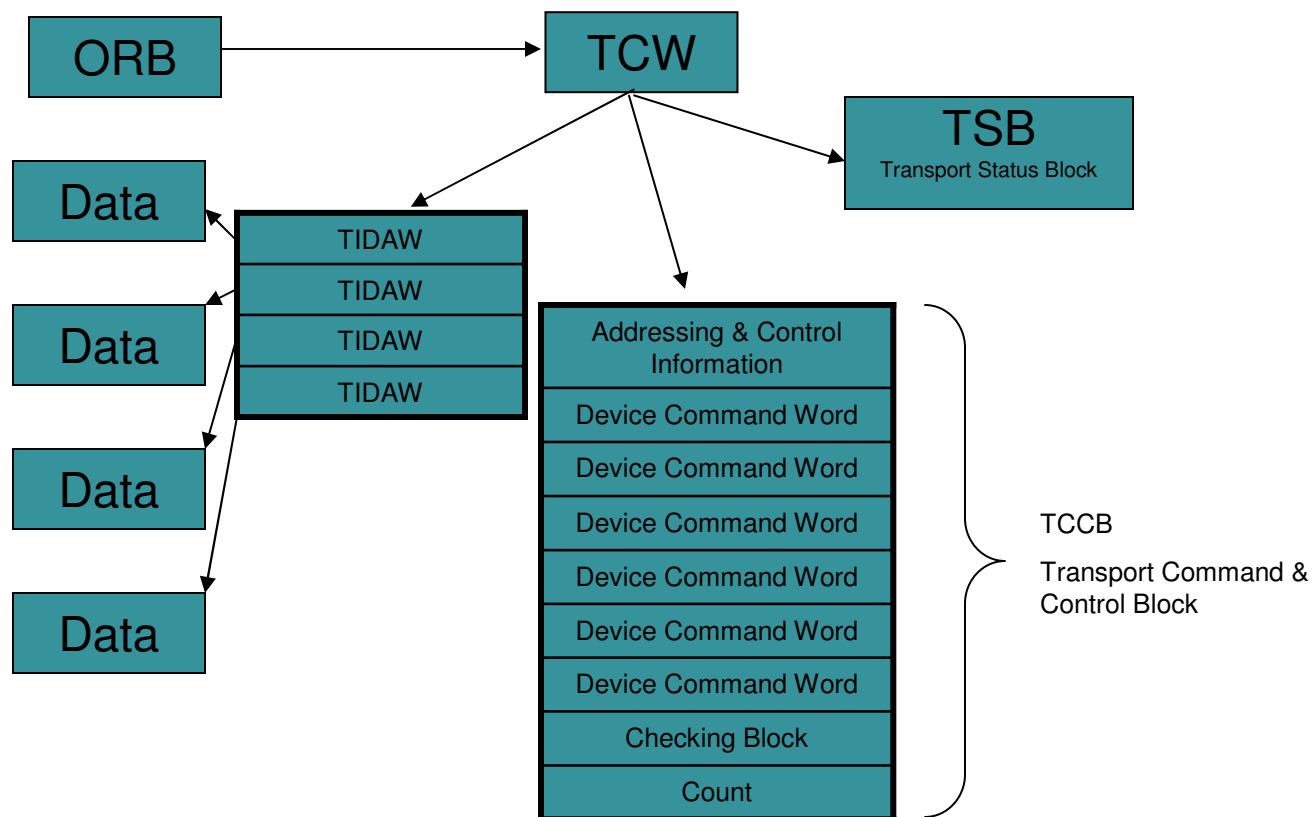 ORB
TCW
TSB
Transport Status Block
Data
Data
Data
Data
TIDAW
TIDAW
TIDAW
TIDAW
Addressing & Control
Information
Device Command Word
Device Command Word
Device Command Word
Device Command Word
Device Command Word
Device Command Word
Checking Block
Count
TCCB
Transport Command &
Control Block